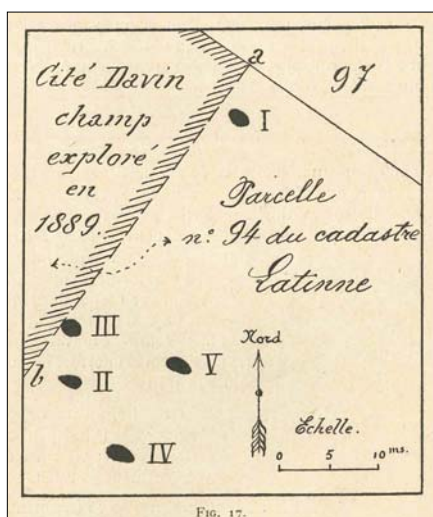 a
97
Cité Davin
champ
exploré
en
1889.
I
Parcelle
nº 94 du cadastre
Latinne
III
b
II
V
IV
Nord
Echelle.
0 5 10 ms.
FIG. 17.